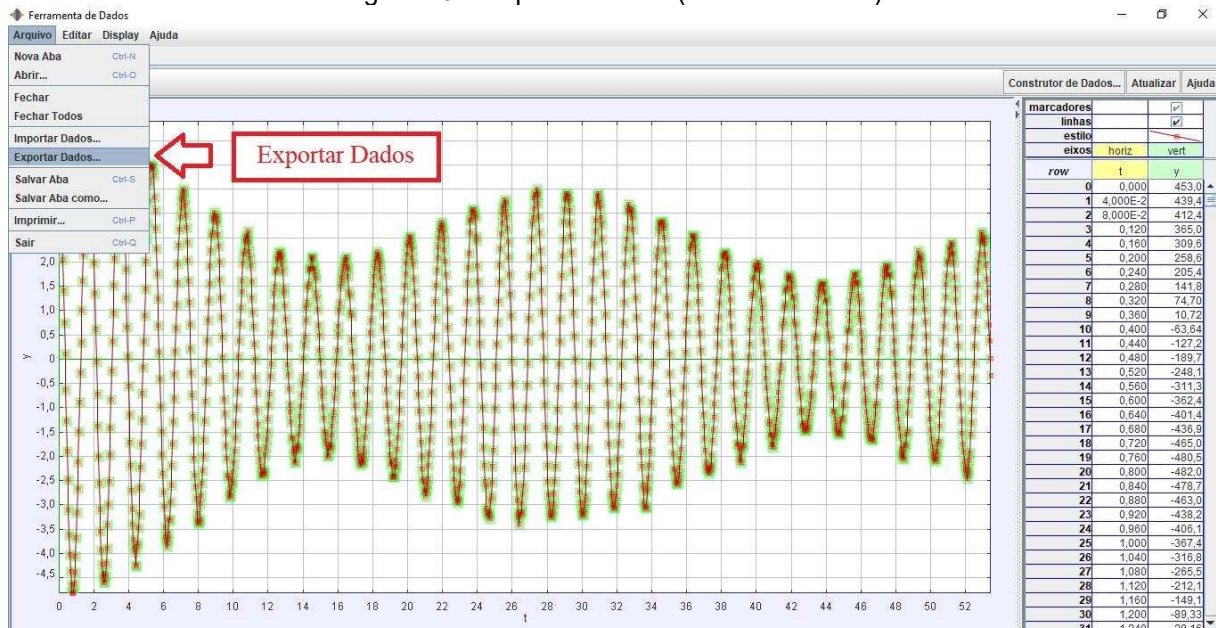 Ferramenta de Dados
Arquivo Editar Display Ajuda
Nova Aba Ctrl-N
Abrir... Ctrl-O
Fechar
Fechar Todos
Importar Dados...
Exportar Dados...
Salvar Aba Ctrl-S
Salvar Aba como...
Imprimir... Ctrl-P
Sair Ctrl-Q
Exportar Dados
Construtor de Dados... Atualizar Ajuda
2,0
1,5
1,0
0,5
0
-0,5
-1,0
-1,5
-2,0
-2,5
-3,0
-3,5
-4,0
-4,5
y
0 2 4 6 8 10 12 14 16 18 20 22 24 26 28 30 32 34 36 38 40 42 44 46 48 50 52
t
marcadores
linhas
estilo
eixos horiz vert
row t y
0 0,000 453,0
1 4,000E-2 439,4
2 8,000E-2 412,4
3 0,120 365,0
4 0,160 309,6
5 0,200 258,6
6 0,240 205,4
7 0,280 141,8
8 0,320 74,70
9 0,360 10,72
10 0,400 -63,64
11 0,440 -127,2
12 0,480 -189,7
13 0,520 -248,1
14 0,560 -311,3
15 0,600 -362,4
16 0,640 -401,4
17 0,680 -436,9
18 0,720 -465,0
19 0,760 -480,5
20 0,800 -482,0
21 0,840 -478,7
22 0,880 -463,0
23 0,920 -438,2
24 0,960 -406,1
25 1,000 -367,4
26 1,040 -316,8
27 1,080 -265,5
28 1,120 -212,1
29 1,160 -149,1
30 1,200 -89,33